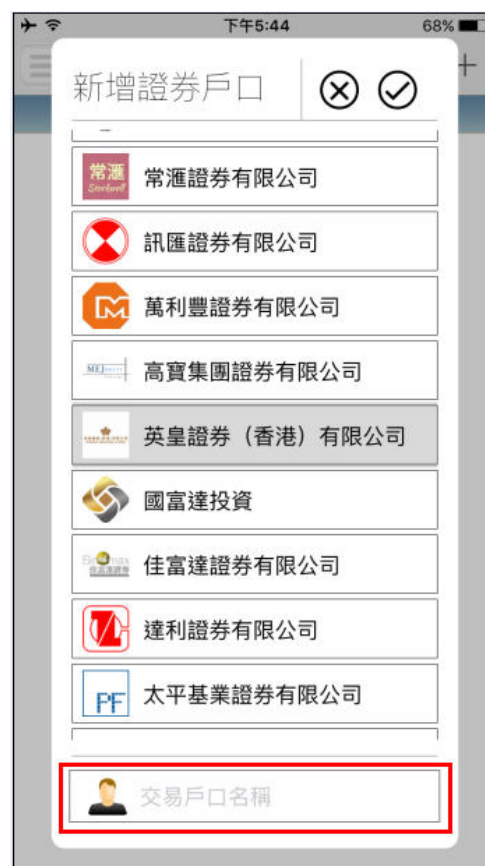 下午5:44
68%
新增證券戶口
常滙
常滙證券有限公司
訊匯證券有限公司
萬利豐證券有限公司
MEJ
高寶集團證券有限公司
英皇證券（香港）有限公司
國富達投資
佳富達證券有限公司
達利證券有限公司
PF
太平基業證券有限公司
交易戶口名稱